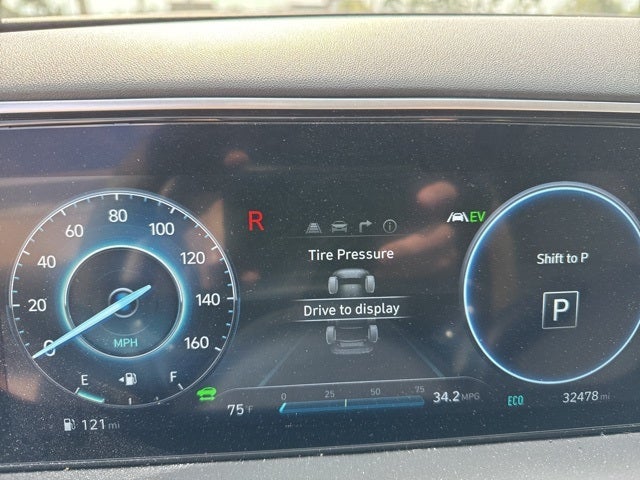 0
20
40
60
80
100
120
140
160
MPH
E
F
121 mi
R
Tire Pressure
Drive to display
75°F
0 25 50 75
34.2 MPG
EV
Shift to P
P
ECO
32478 mi